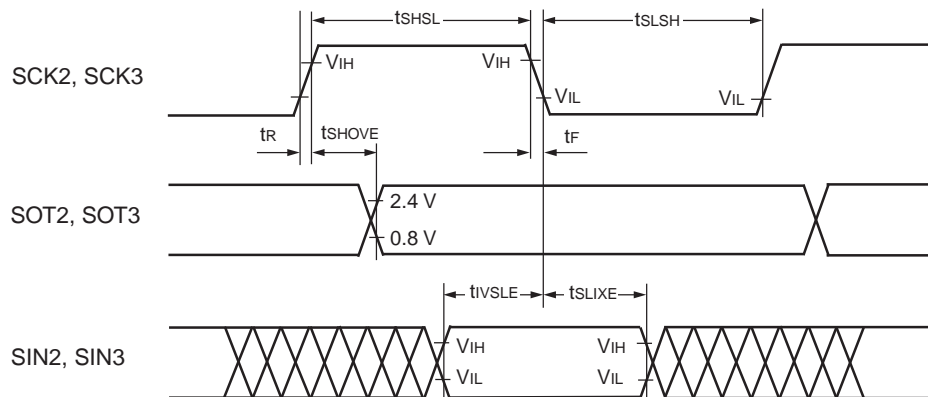 tSHSL
tSLSH
SCK2, SCK3
VIH
VIH
VIL
VIL
tR
tSHOVE
tF
SOT2, SOT3
2.4 V
0.8 V
tIVSLE
tSLIXE
SIN2, SIN3
VIH
VIH
VIL
VIL